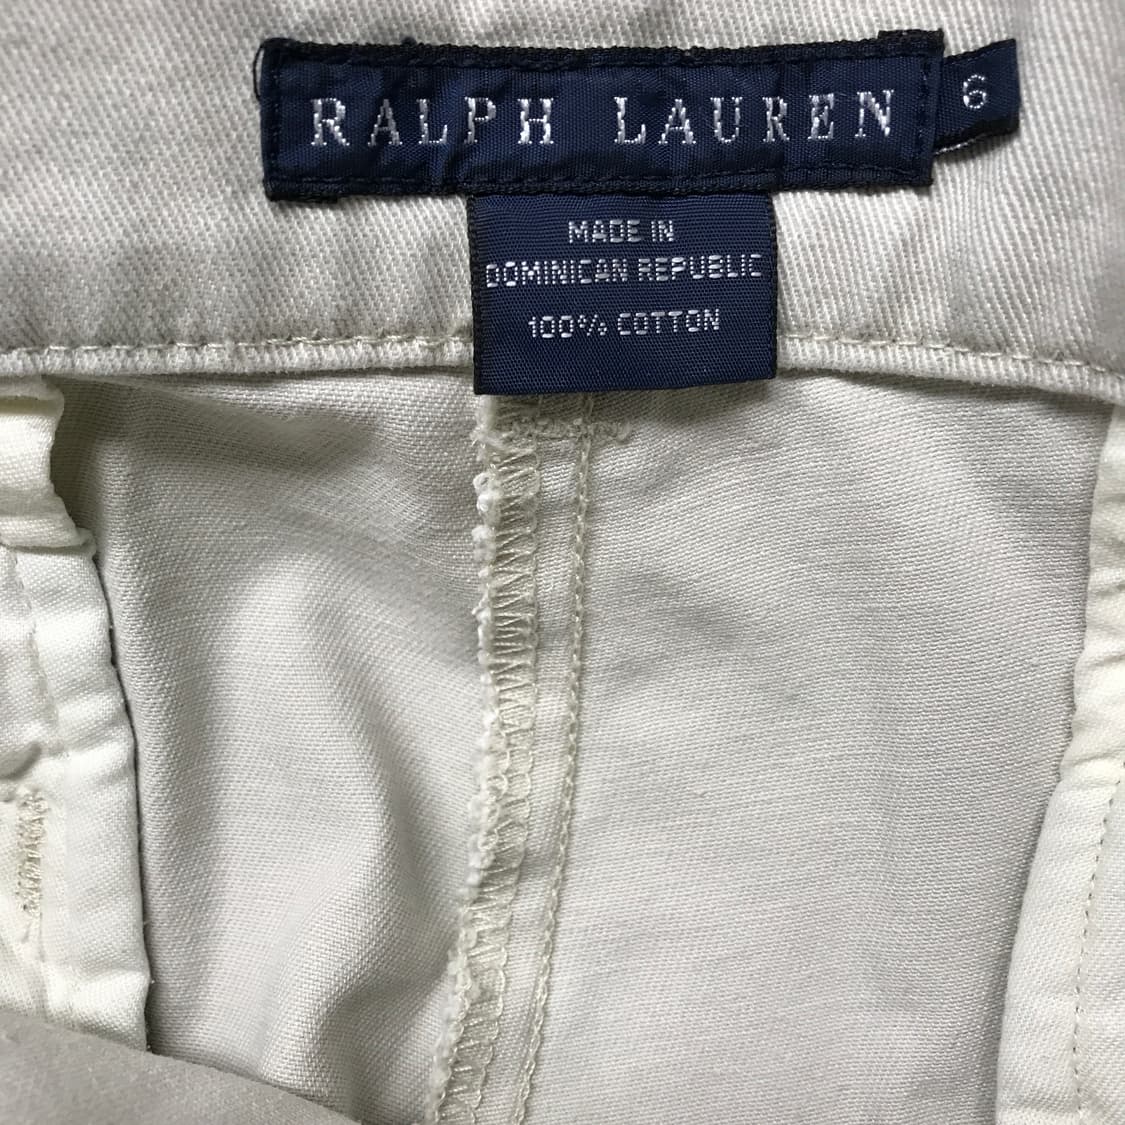 RALPH LAUREN 6
MADE IN
DOMINICAN REPUBLIC
100% COTTON